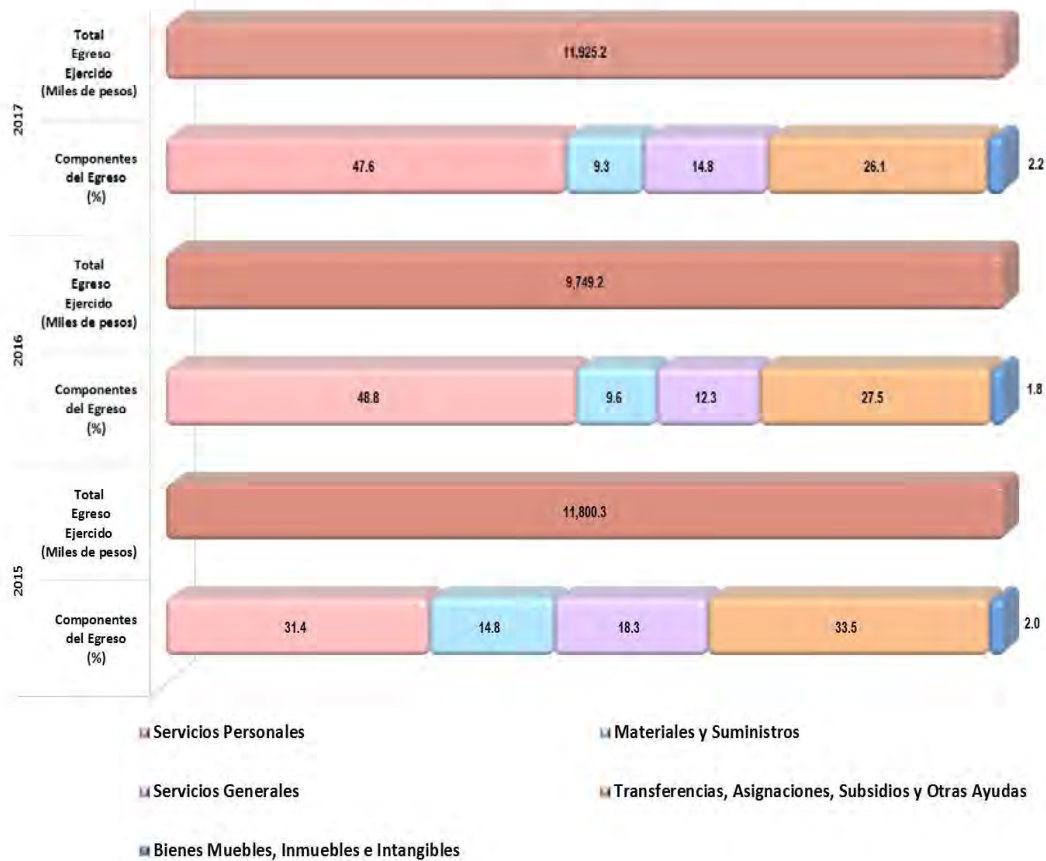 2017
Total
Egreso
Ejercido
(Miles de pesos)
11,925.2
Componentes
del Egreso
(%)
47.6
9.3
14.8
26.1
2.2
2016
Total
Egreso
Ejercido
(Miles de pesos)
9,749.2
Componentes
del Egreso
(%)
48.8
9.6
12.3
27.5
1.8
2015
Total
Egreso
Ejercido
(Miles de pesos)
11,800.3
Componentes
del Egreso
(%)
31.4
14.8
18.3
33.5
2.0
Servicios Personales
Materiales y Suministros
Servicios Generales
Transferencias, Asignaciones, Subsidios y Otras Ayudas
Bienes Muebles, Inmuebles e Intangibles